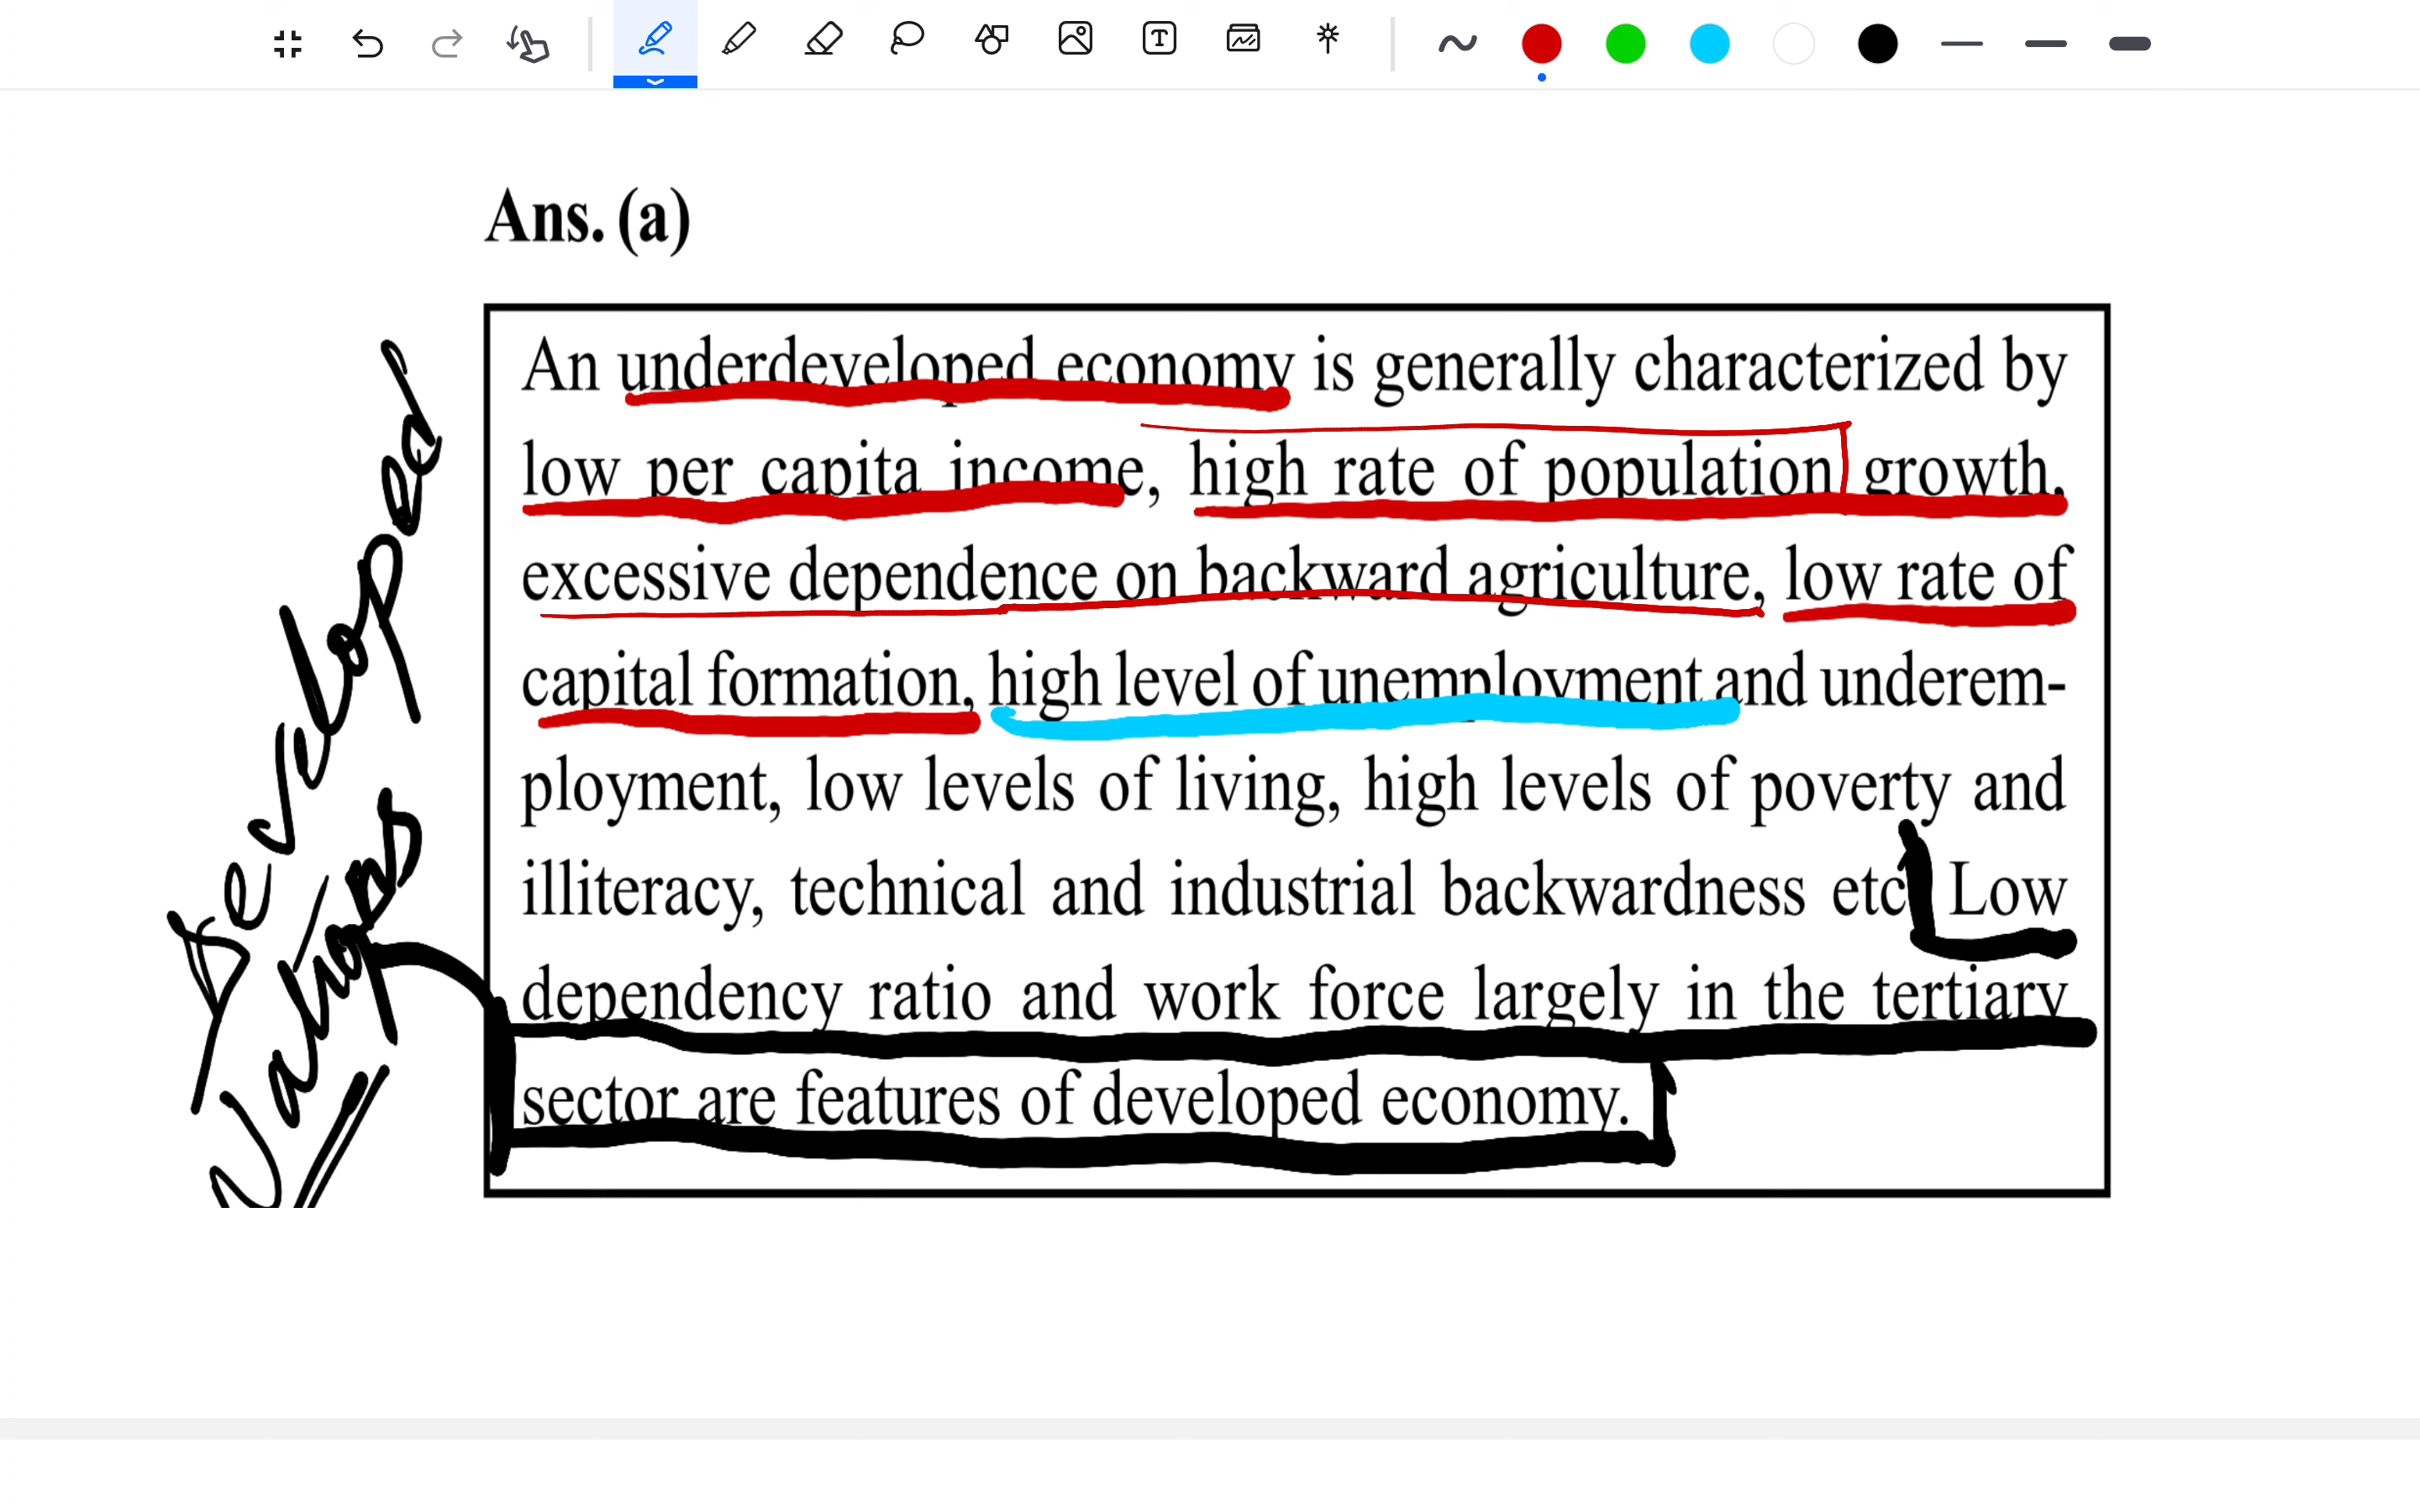 Ans. (a)
An underdeveloped economy is generally characterized by
low per capita income, high rate of population growth,
excessive dependence on backward agriculture, low rate of
capital formation, high level of unemployment and underem-
ployment, low levels of living, high levels of poverty and
illiteracy, technical and industrial backwardness etc. Low
dependency ratio and work force largely in the tertiary
sector are features of developed economy.
Developed
Nations